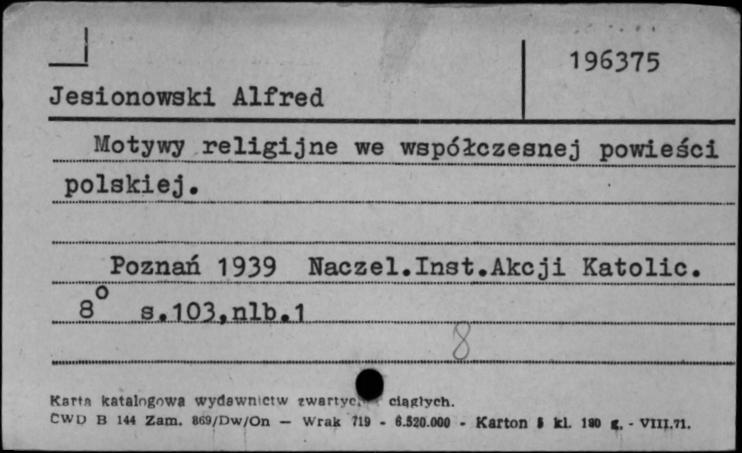 196375
Jesionowski Alfred
Motywy religijne we współczesnej powieści
polskiej.
Poznań 1939 Naczel.Inst.Akcji Katolic.
8° s.103,nlb.1
8
Karta katalogowa wydawnictw zwartyc ciągłych.
CWD B 144 Zam. 869/Dw/On — Wrak 719 - 6.520.000 - Karton kl. 180 g. - VIII.71.